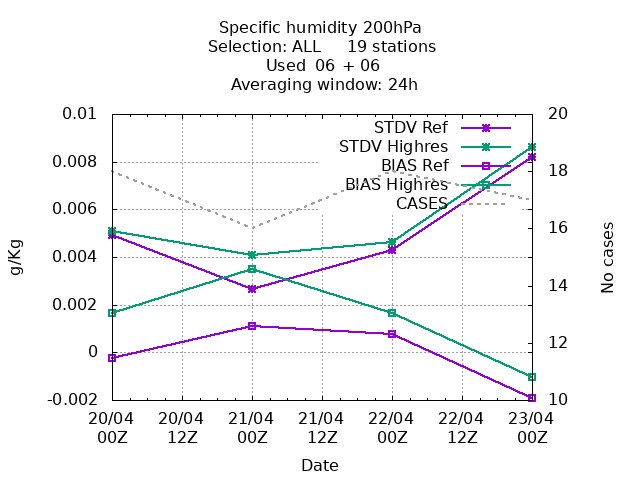 Specific humidity 200hPa
Selection: ALL 19 stations
Used 06 + 06
Averaging window: 24h
0.01
0.008
0.006
0.004
0.002
0
-0.002
g/Kg
20
18
16
14
12
10
No cases
STDV Ref
STDV Highres
BIAS Ref
BIAS Highres
CASES
20/04 20/04 21/04 21/04 22/04 22/04 23/04
00Z 12Z 00Z 12Z 00Z 12Z 00Z
Date